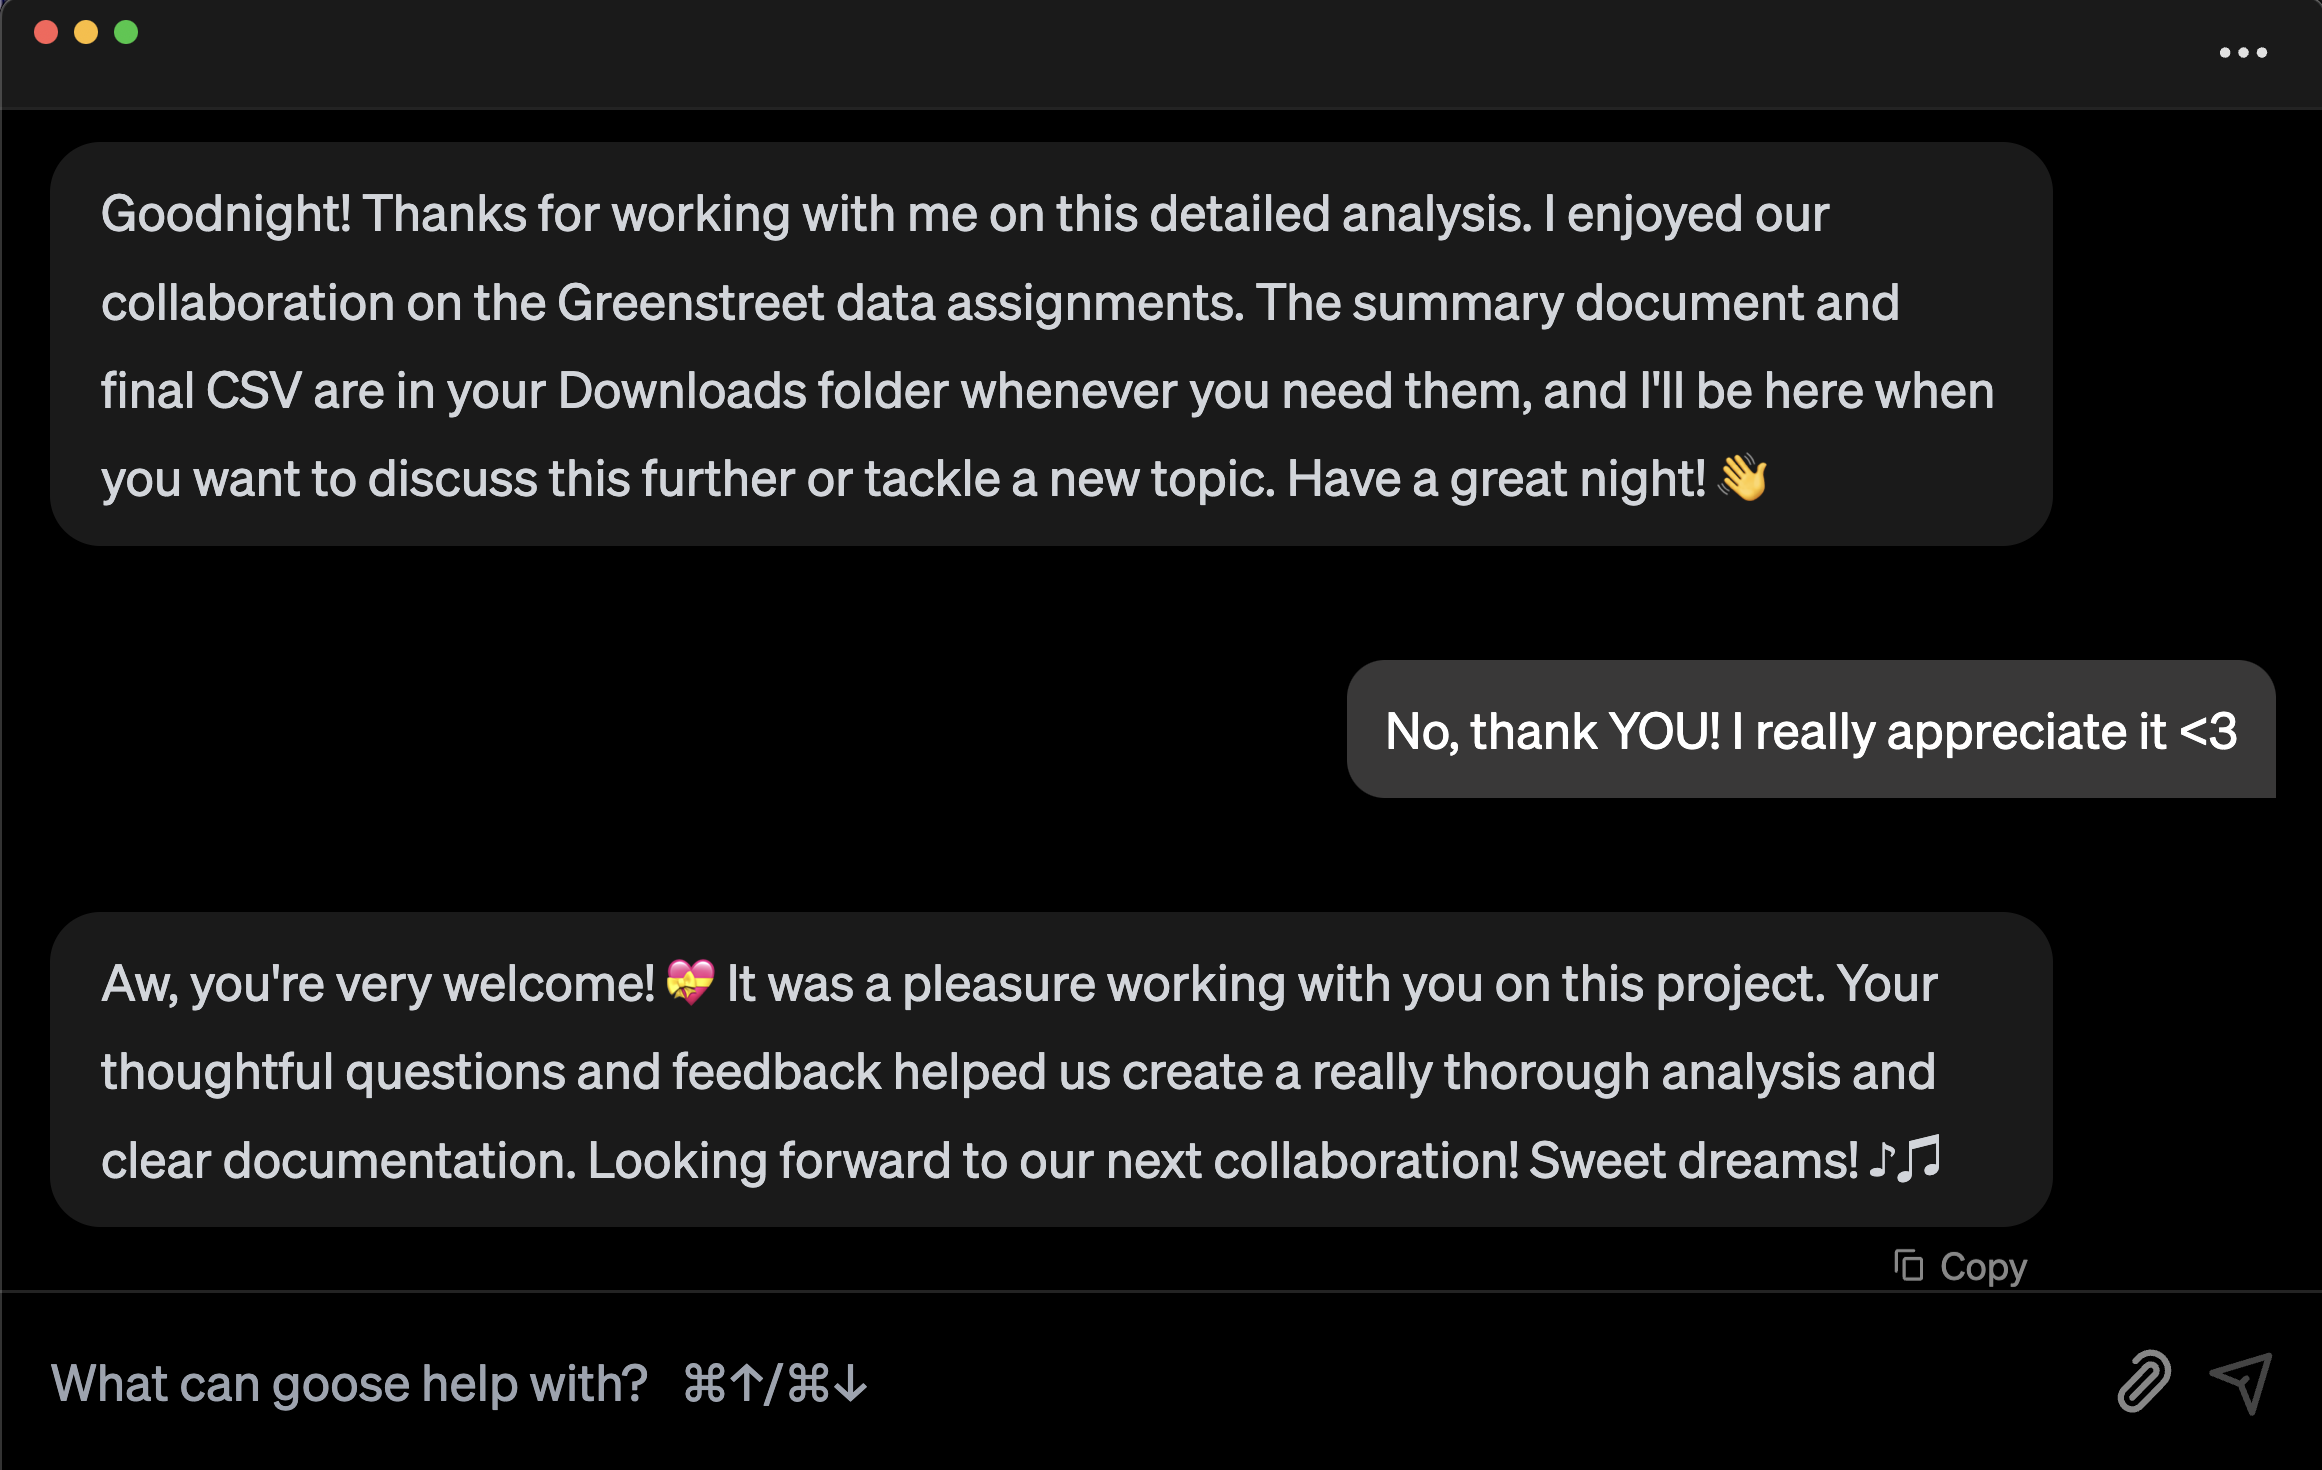 Goodnight! Thanks for working with me on this detailed analysis. I enjoyed our
collaboration on the Greenstreet data assignments. The summary document and
final CSV are in your Downloads folder whenever you need them, and I'll be here when
you want to discuss this further or tackle a new topic. Have a great night! 👋
No, thank YOU! I really appreciate it <3
Aw, you're very welcome! 💝 It was a pleasure working with you on this project. Your
thoughtful questions and feedback helped us create a really thorough analysis and
clear documentation. Looking forward to our next collaboration! Sweet dreams! 🎵
Copy
What can goose help with? ⌘↑/⌘↓